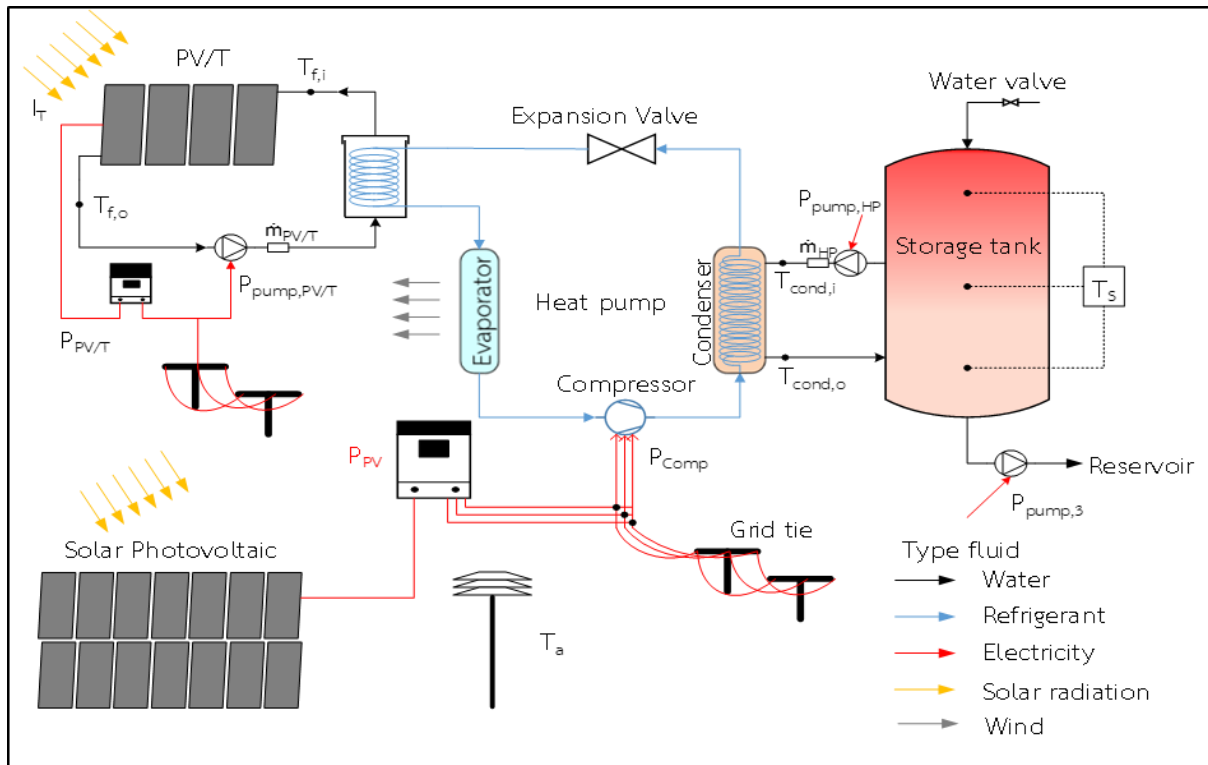 PV/T
T_f,i
I_T
T_f,o
ṁ_PV/T
P_pump,PV/T
P_PV/T
Expansion Valve
Evaporator
Heat pump
Condenser
Compressor
P_Comp
P_PV
Water valve
P_pump,HP
ṁ_HP
Storage tank
T_cond,i
T_S
T_cond,o
Reservoir
P_pump,3
Solar Photovoltaic
Grid tie
T_a
Type fluid
Water
Refrigerant
Electricity
Solar radiation
Wind